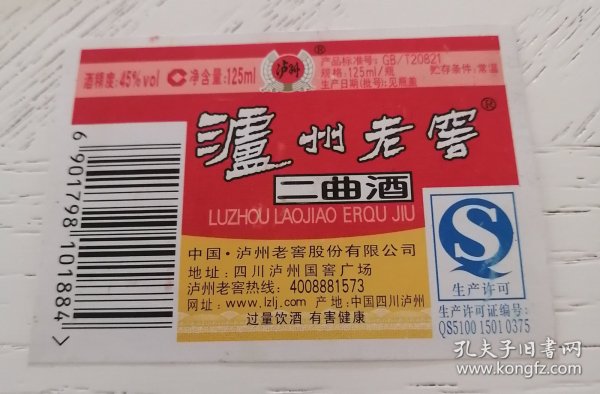 酒精度:45%vol 净含量:125ml
泸州®
产品标准号:GB/T20821
规格:125ml/瓶 贮存条件:常温
生产日期(批号):见瓶盖
瀘州老窖®
二曲酒
LUZHOU LAOJIAO ERQU JIU
中国·泸州老窖股份有限公司
地址:四川泸州国窖广场
泸州老窖热线:4008881573
网址:www.lzlj.com 产地:中国四川泸州
过量饮酒 有害健康
6 901798 101884 >
S
生产许可
生产许可证编号:
QS5100 1501 0375
孔夫子旧书网
www.kongfz.com